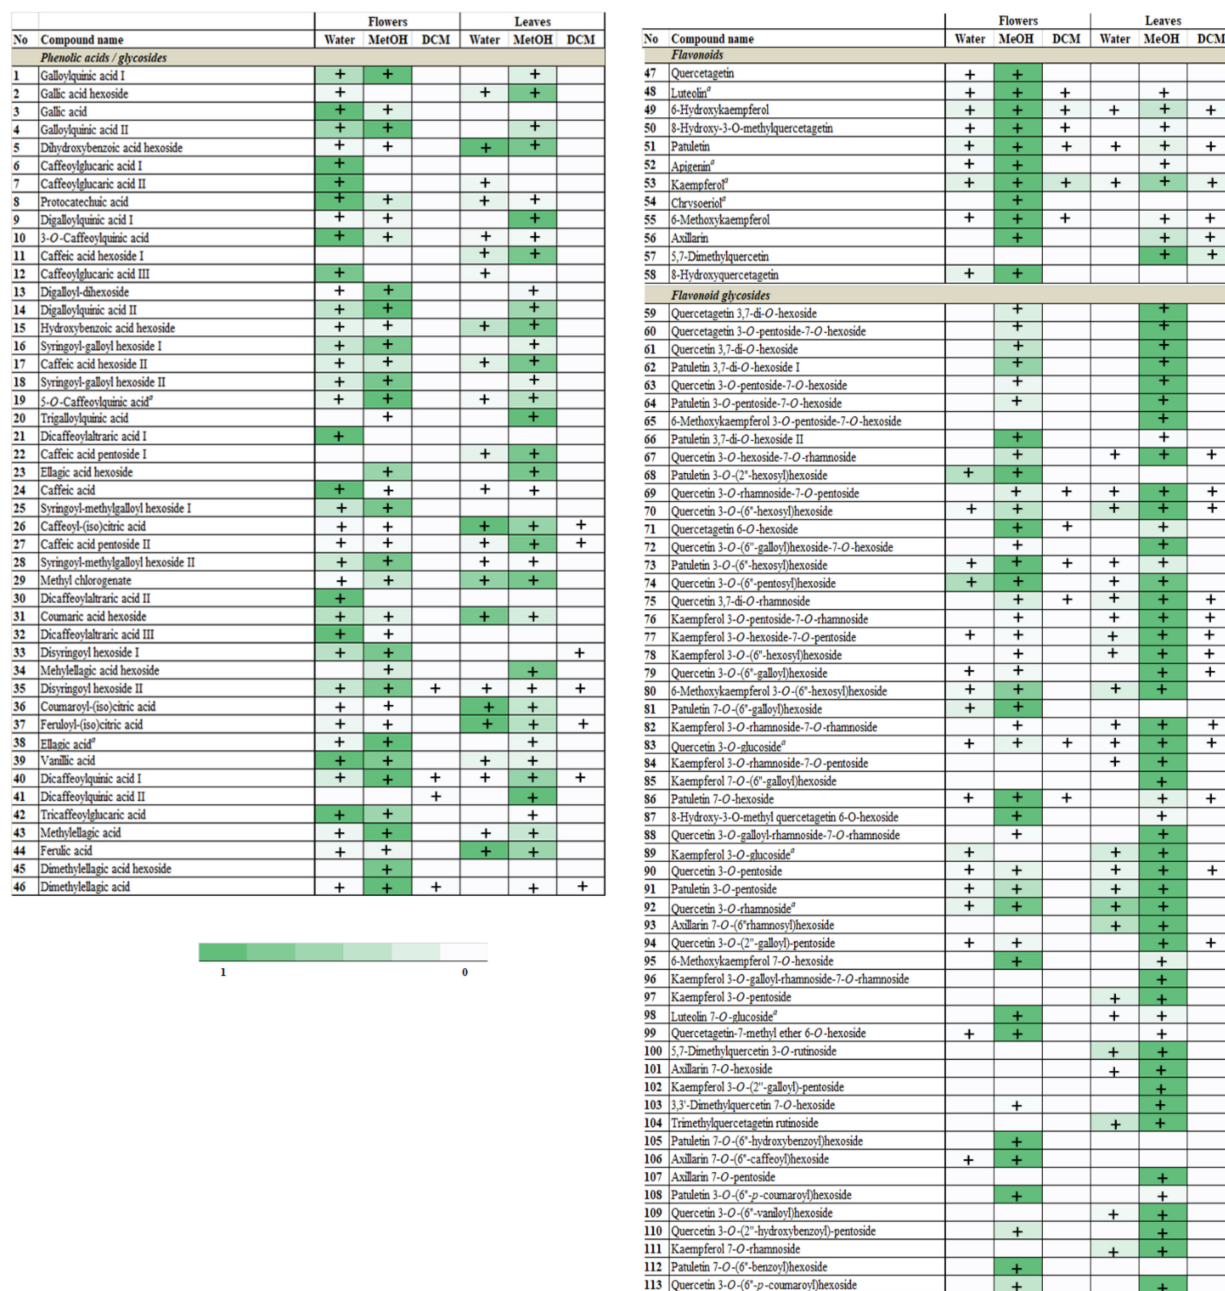 Flowers Leaves
No Compound name Water MetOH DCM Water MetOH DCM
Phenolic acids / glycosides
1 Galloylquinic acid I + + +
2 Gallic acid hexoside + + +
3 Gallic acid + +
4 Galloylquinic acid II + + +
5 Dihydroxybenzoic acid hexoside + + + +
6 Caffeoylglucaric acid I +
7 Caffeoylglucaric acid II + +
8 Protocatechuic acid + + + +
9 Digalloylquinic acid I + + +
10 3-O-Caffeoylquinic acid + + + +
11 Caffeic acid hexoside I + +
12 Caffeoylglucaric acid III + +
13 Digalloyl-dihexoside + + +
14 Digalloylquinic acid II + + +
15 Hydroxybenzoic acid hexoside + + + +
16 Syringoyl-galloyl hexoside I + + +
17 Caffeic acid hexoside II + + + +
18 Syringoyl-galloyl hexoside II + + +
19 5-O-Caffeoylquinic acidª + + + +
20 Trigalloylquinic acid + +
21 Dicaffeoylaltraric acid I +
22 Caffeic acid pentoside I + +
23 Ellagic acid hexoside + +
24 Caffeic acid + + + +
25 Syringoyl-methylgalloyl hexoside I + +
26 Caffeoyl-(iso)citric acid + + + + +
27 Caffeic acid pentoside II + + + + +
28 Syringoyl-methylgalloyl hexoside II + + + +
29 Methyl chlorogenate + + + +
30 Dicaffeoylaltraric acid II +
31 Coumaric acid hexoside + + + +
32 Dicaffeoylaltraric acid III + +
33 Disyringoyl hexoside I + + +
34 Mehylellagic acid hexoside + +
35 Disyringoyl hexoside II + + + + + +
36 Coumaroyl-(iso)citric acid + + + +
37 Feruloyl-(iso)citric acid + + + + +
38 Ellagic acidª + + +
39 Vanillic acid + + + +
40 Dicaffeoylquinic acid I + + + + + +
41 Dicaffeoylquinic acid II + +
42 Tricaffeoylglucaric acid + + +
43 Methylellagic acid + + + +
44 Ferulic acid + + + +
45 Dimethylellagic acid hexoside +
46 Dimethylellagic acid + + + + +
1 0
Flowers Leaves
No Compound name Water MeOH DCM Water MeOH DCM
Flavonoids
47 Quercetagetin + +
48 Luteolinª + + + +
49 6-Hydroxykaempferol + + + + + +
50 8-Hydroxy-3-O-methylquercetagetin + + + +
51 Patuletin + + + + + +
52 Apigeninª + + +
53 Kaempferolª + + + + + +
54 Chrysoeriolª +
55 6-Methoxykaempferol + + + + +
56 Axillarin + + +
57 5,7-Dimethylquercetin + +
58 8-Hydroxyquercetagetin + +
Flavonoid glycosides
59 Quercetagetin 3,7-di-O-hexoside + +
60 Quercetagetin 3-O-pentoside-7-O-hexoside + +
61 Quercetin 3,7-di-O-hexoside + +
62 Patuletin 3,7-di-O-hexoside I + +
63 Quercetin 3-O-pentoside-7-O-hexoside + +
64 Patuletin 3-O-pentoside-7-O-hexoside + +
65 6-Methoxykaempferol 3-O-pentoside-7-O-hexoside +
66 Patuletin 3,7-di-O-hexoside II + +
67 Quercetin 3-O-hexoside-7-O-rhamnoside + + + +
68 Patuletin 3-O-(2"-hexosyl)hexoside + +
69 Quercetin 3-O-rhamnoside-7-O-pentoside + + + + +
70 Quercetin 3-O-(6"-hexosyl)hexoside + + + + +
71 Quercetagetin 6-O-hexoside + + +
72 Quercetin 3-O-(6"-galloyl)hexoside-7-O-hexoside + +
73 Patuletin 3-O-(6"-hexosyl)hexoside + + + + +
74 Quercetin 3-O-(6"-pentosyl)hexoside + + + +
75 Quercetin 3,7-di-O-rhamnoside + + + + +
76 Kaempferol 3-O-pentoside-7-O-rhamnoside + + + +
77 Kaempferol 3-O-hexoside-7-O-pentoside + + + + +
78 Kaempferol 3-O-(6"-hexosyl)hexoside + + + +
79 Quercetin 3-O-(6"-galloyl)hexoside + + + +
80 6-Methoxykaempferol 3-O-(6"-hexosyl)hexoside + + + +
81 Patuletin 7-O-(6"-galloyl)hexoside + +
82 Kaempferol 3-O-rhamnoside-7-O-rhamnoside + + + +
83 Quercetin 3-O-glucosideª + + + + + +
84 Kaempferol 3-O-rhamnoside-7-O-pentoside + +
85 Kaempferol 7-O-(6"-galloyl)hexoside +
86 Patuletin 7-O-hexoside + + + + +
87 8-Hydroxy-3-O-methyl quercetagetin 6-O-hexoside + +
88 Quercetin 3-O-galloyl-rhamnoside-7-O-rhamnoside + +
89 Kaempferol 3-O-glucosideª + + +
90 Quercetin 3-O-pentoside + + + + +
91 Patuletin 3-O-pentoside + + + +
92 Quercetin 3-O-rhamnosideª + + + +
93 Axillarin 7-O-(6"rhamnosyl)hexoside + +
94 Quercetin 3-O-(2"-galloyl)-pentoside + + + +
95 6-Methoxykaempferol 7-O-hexoside + +
96 Kaempferol 3-O-galloyl-rhamnoside-7-O-rhamnoside +
97 Kaempferol 3-O-pentoside + +
98 Luteolin 7-O-glucosideª + + +
99 Quercetagetin-7-methyl ether 6-O-hexoside + + +
100 5,7-Dimethylquercetin 3-O-rutinoside + +
101 Axillarin 7-O-hexoside + +
102 Kaempferol 3-O-(2"-galloyl)-pentoside +
103 3,3'-Dimethylquercetin 7-O-hexoside + +
104 Trimethylquercetagetin rutinoside + +
105 Patuletin 7-O-(6"-hydroxybenzoyl)hexoside +
106 Axillarin 7-O-(6"-caffeoyl)hexoside + +
107 Axillarin 7-O-pentoside +
108 Patuletin 3-O-(6"-p-coumaroyl)hexoside + +
109 Quercetin 3-O-(6"-vaniloyl)hexoside + +
110 Quercetin 3-O-(2"-hydroxybenzoyl)-pentoside + +
111 Kaempferol 7-O-rhamnoside + +
112 Patuletin 7-O-(6"-benzoyl)hexoside +
113 Quercetin 3-O-(6"-p-coumaroyl)hexoside + +